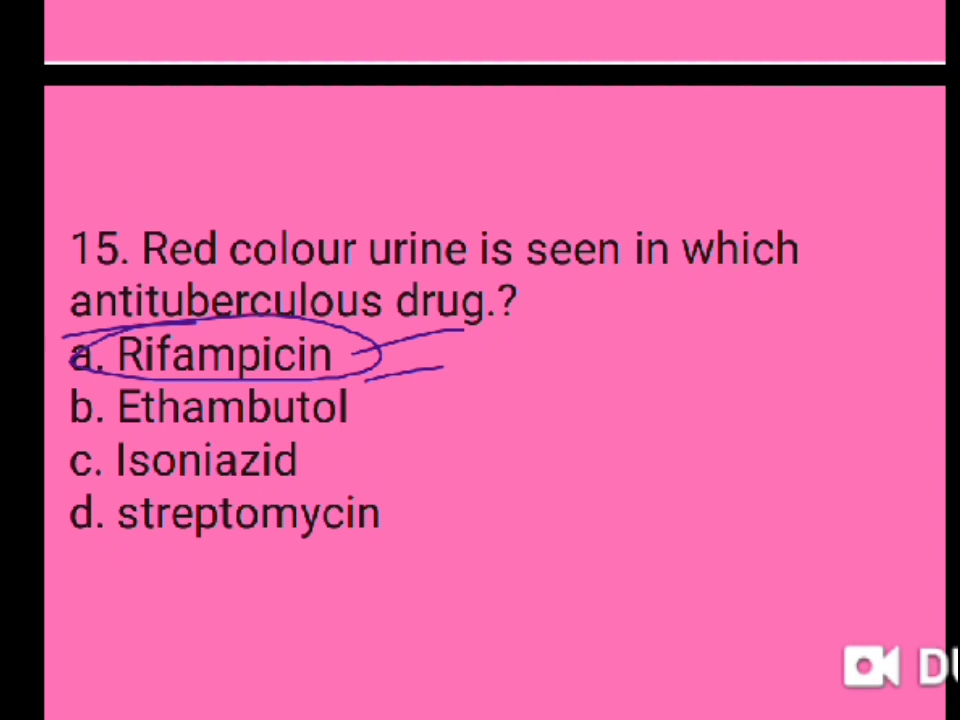 15. Red colour urine is seen in which
antituberculous drug.?
a. Rifampicin
b. Ethambutol
c. Isoniazid
d. streptomycin